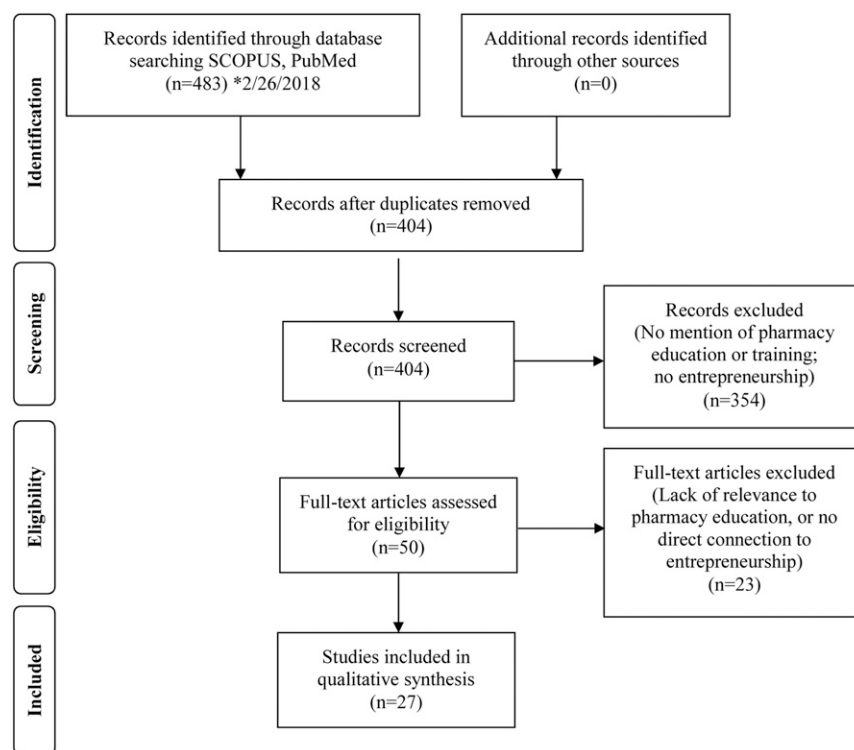 Identification
Records identified through database
searching SCOPUS, PubMed
(n=483) *2/26/2018
Additional records identified
through other sources
(n=0)
Records after duplicates removed
(n=404)
Screening
Records screened
(n=404)
Records excluded
(No mention of pharmacy
education or training;
no entrepreneurship)
(n=354)
Eligibility
Full-text articles assessed
for eligibility
(n=50)
Full-text articles excluded
(Lack of relevance to
pharmacy education, or no
direct connection to
entrepreneurship)
(n=23)
Included
Studies included in
qualitative synthesis
(n=27)